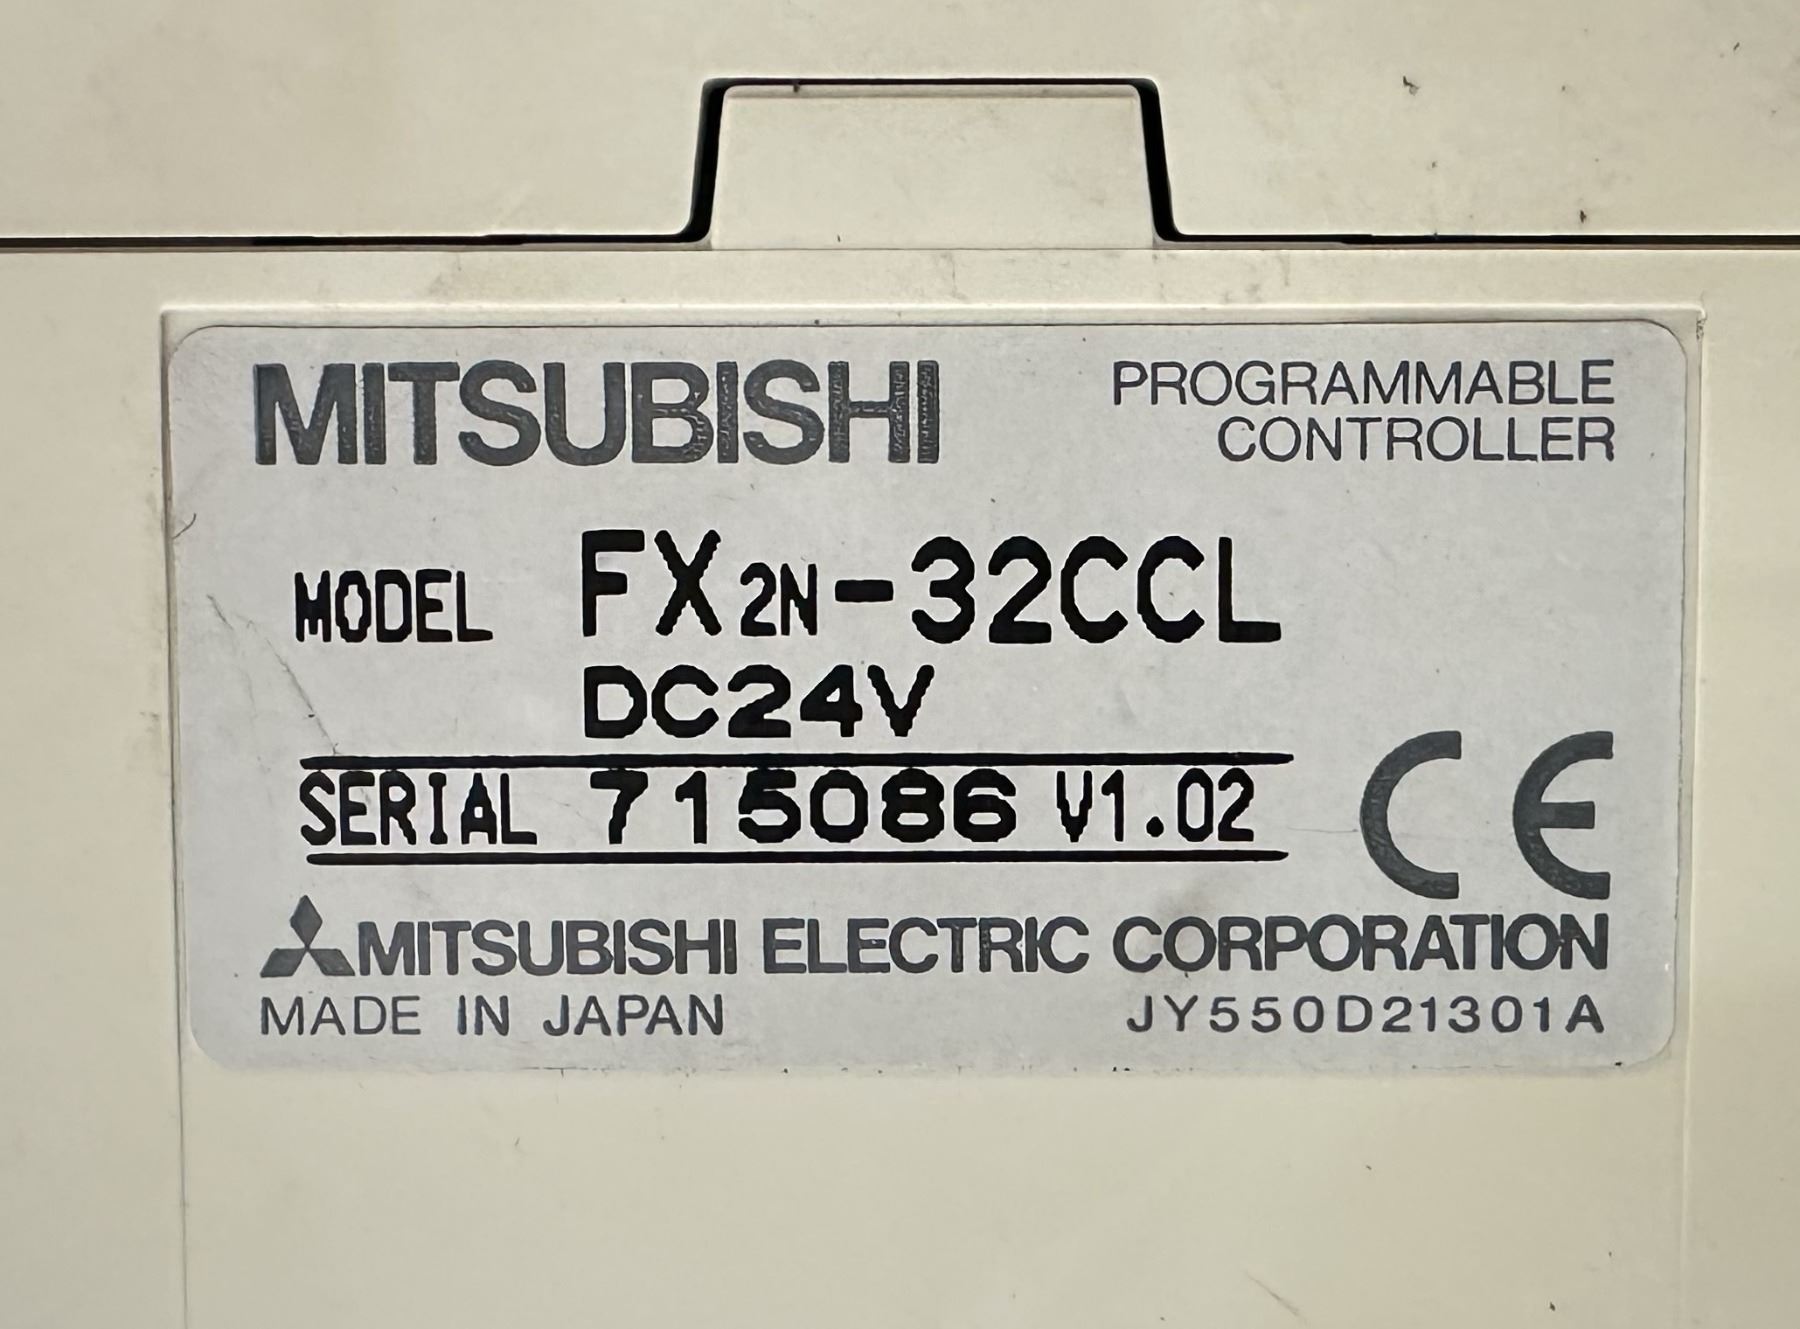 MITSUBISHI
PROGRAMMABLE
CONTROLLER
MODEL FX2N-32CCL
DC24V
SERIAL 715086 V1.02
CE
MITSUBISHI ELECTRIC CORPORATION
MADE IN JAPAN JY550D21301A